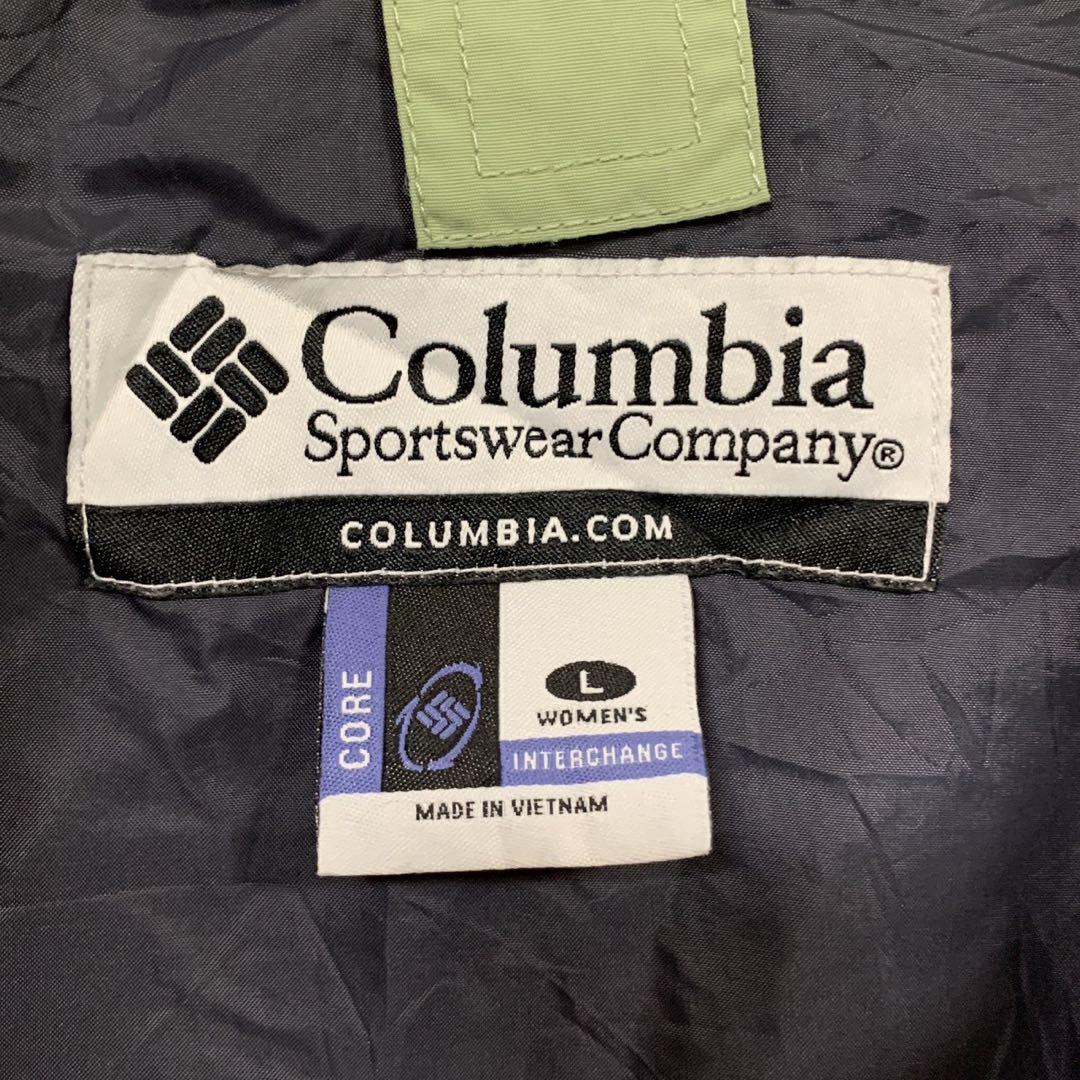 Columbia
Sportswear Company®
COLUMBIA.COM
CORE
L
WOMEN'S
INTERCHANGE
MADE IN VIETNAM